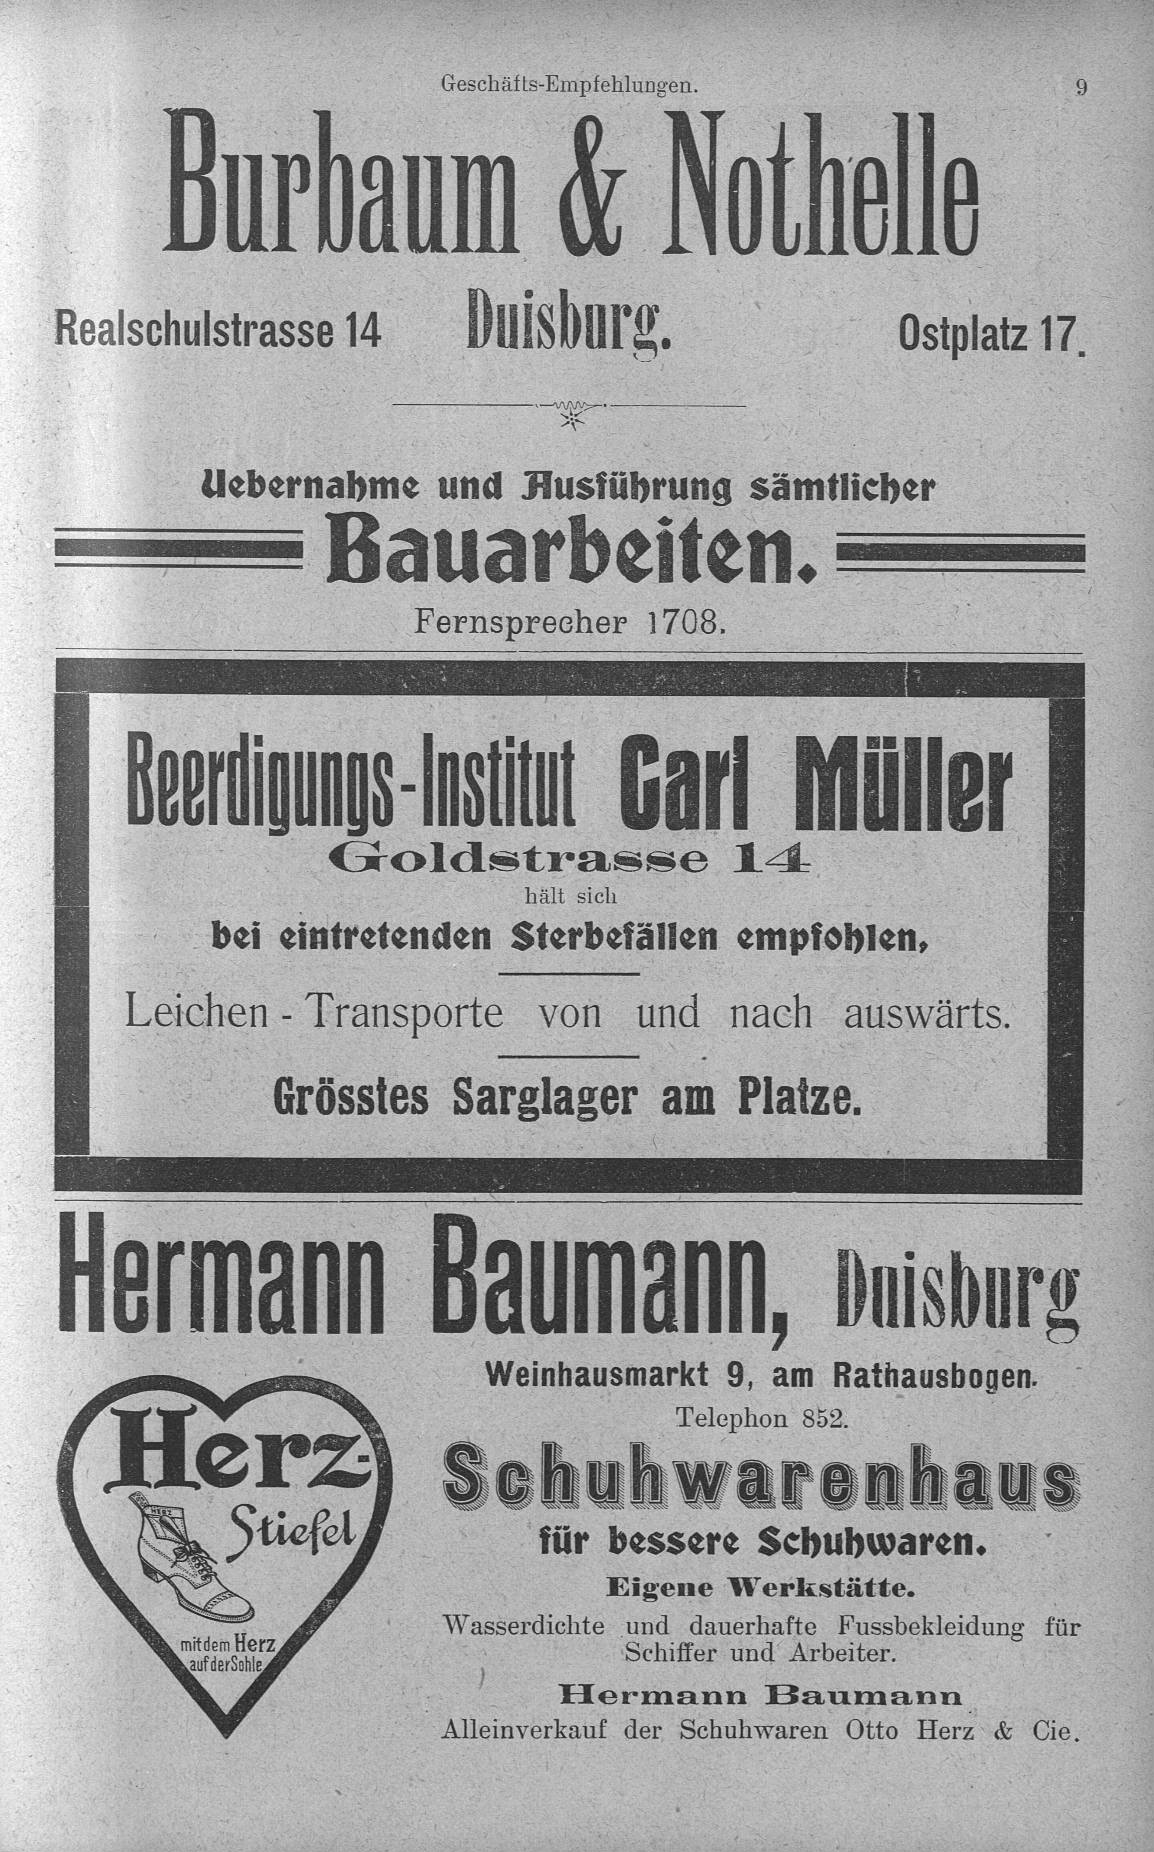 Geschäfts-Empfehlungen. 9
Burbaum & Nothelle
Realschulstrasse 14 Duisburg. Ostplatz 17.
Uebernahme und Ausführung sämtlicher
Bauarbeiten.
Fernsprecher 1708.
Beerdigungs-Institut Carl Müller
Goldstrasse 14
hält sich
bei eintretenden Sterbefällen empfohlen,
Leichen - Transporte von und nach auswärts.
Grösstes Sarglager am Platze.
Hermann Baumann, Duisburg
Weinhausmarkt 9, am Rathausbogen.
Telephon 852.
Herz-
Stiefel
HERZ
mit dem Herz
auf der Sohle
Schuhwarenhaus
für bessere Schuhwaren.
Eigene Werkstätte.
Wasserdichte und dauerhafte Fussbekleidung für
Schiffer und Arbeiter.
Hermann Baumann
Alleinverkauf der Schuhwaren Otto Herz & Cie.